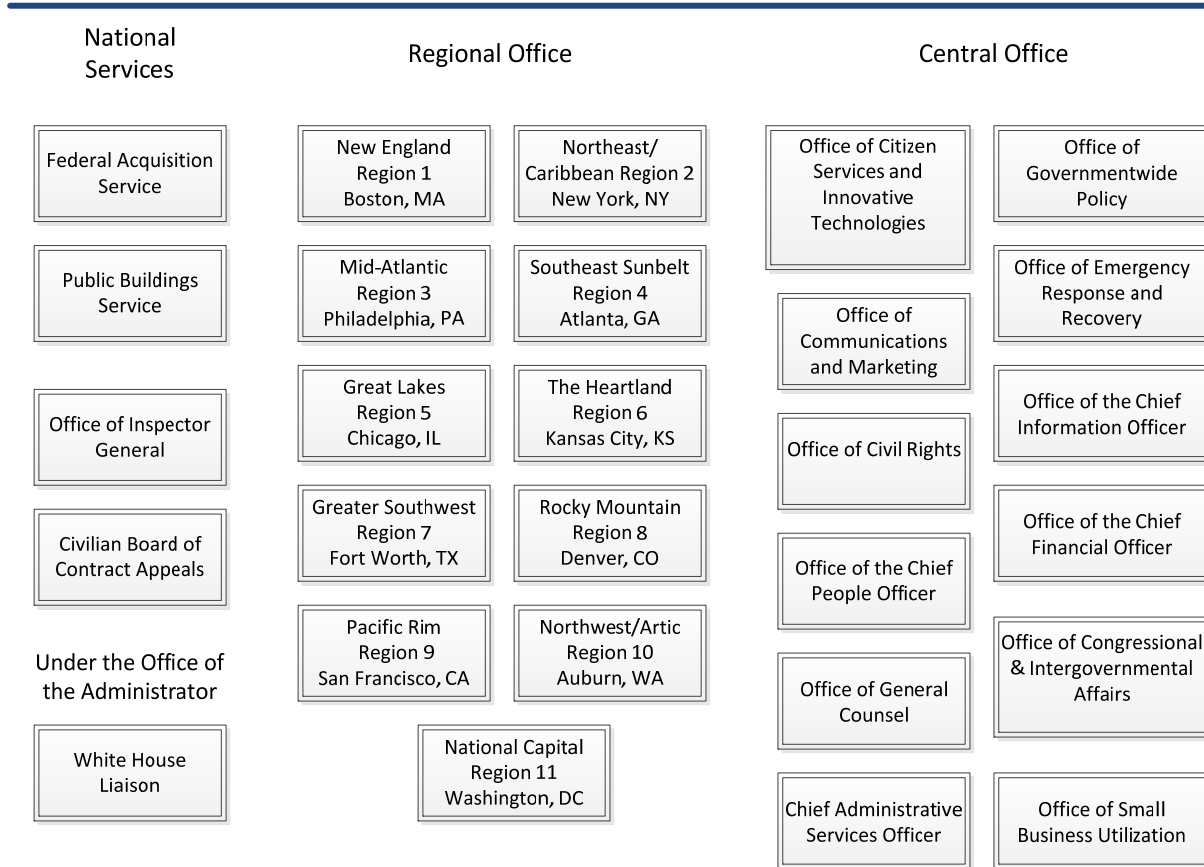 National
Services
Federal Acquisition
Service
Public Buildings
Service
Office of Inspector
General
Civilian Board of
Contract Appeals
Under the Office of
the Administrator
White House
Liaison
Regional Office
New England
Region 1
Boston, MA
Northeast/
Caribbean Region 2
New York, NY
Mid-Atlantic
Region 3
Philadelphia, PA
Southeast Sunbelt
Region 4
Atlanta, GA
Great Lakes
Region 5
Chicago, IL
The Heartland
Region 6
Kansas City, KS
Greater Southwest
Region 7
Fort Worth, TX
Rocky Mountain
Region 8
Denver, CO
Pacific Rim
Region 9
San Francisco, CA
Northwest/Artic
Region 10
Auburn, WA
National Capital
Region 11
Washington, DC
Central Office
Office of Citizen
Services and
Innovative
Technologies
Office of
Governmentwide
Policy
Office of Communications
and Marketing
Office of Emergency
Response and
Recovery
Office of Civil Rights
Office of the Chief
Information Officer
Office of the Chief
People Officer
Office of the Chief
Financial Officer
Office of General
Counsel
Office of Congressional
& Intergovernmental
Affairs
Chief Administrative
Services Officer
Office of Small
Business Utilization